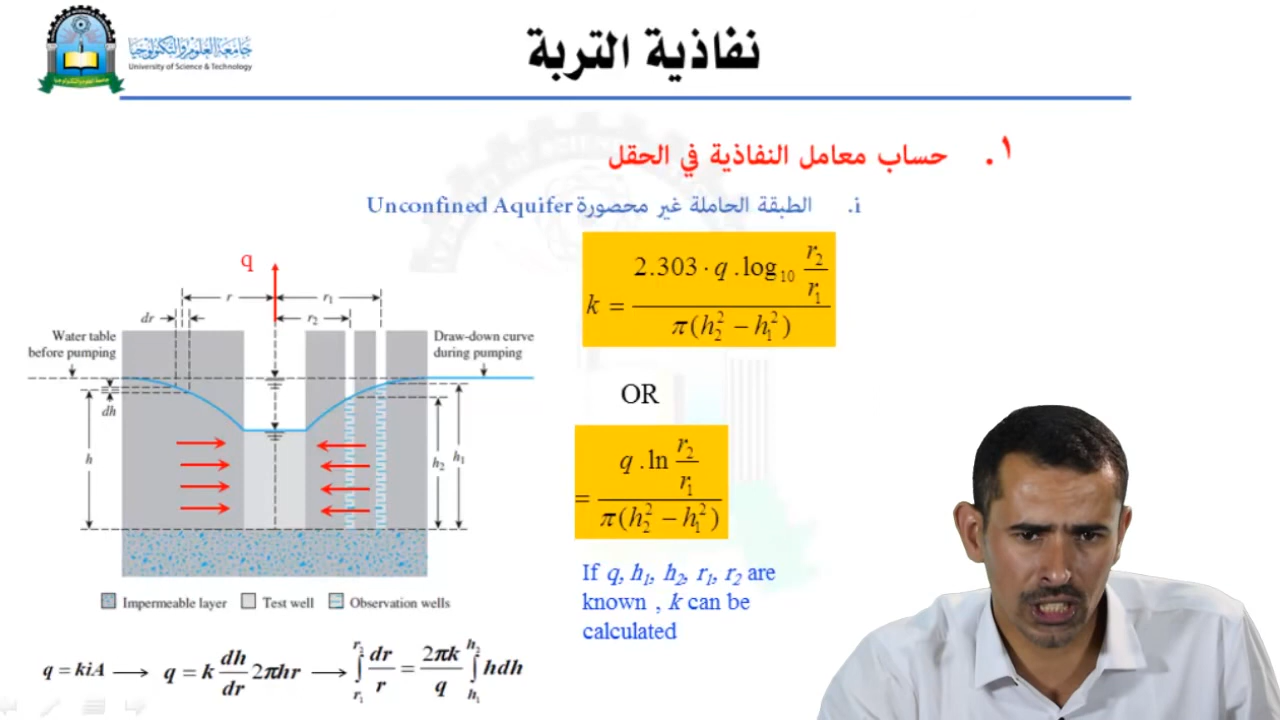 جامعة العلوم والتكنولوجيا
University of Science & Technology
نفاذية التربة
١. حساب معامل النفاذية في الحقل
i. الطبقة الحاملة غير محصورة Unconfined Aquifer
k = 2.303 · q . log₁₀ (r₂ / r₁) / π(h₂² − h₁²)
OR
= q . ln (r₂ / r₁) / π(h₂² − h₁²)
If q, h₁, h₂, r₁, r₂ are
known , k can be
calculated
q
r
r₁
dr
r₂
Water table
before pumping
Draw-down curve
during pumping
dh
h
h₂
h₁
Impermeable layer
Test well
Observation wells
q = kiA → q = k dh/dr 2πhr → ∫_{r₁}^{r₂} dr/r = 2πk/q ∫_{h₁}^{h₂} hdh